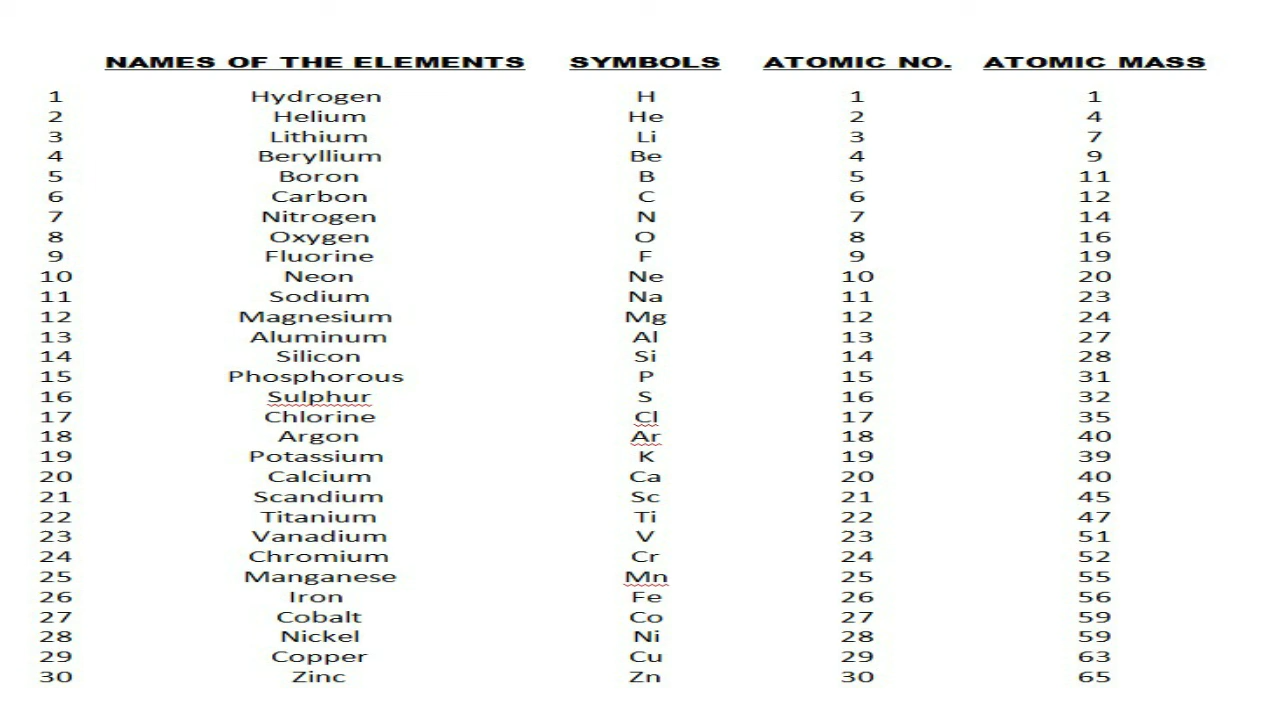 NAMES OF THE ELEMENTS SYMBOLS ATOMIC NO. ATOMIC MASS
1 Hydrogen H 1 1
2 Helium He 2 4
3 Lithium Li 3 7
4 Beryllium Be 4 9
5 Boron B 5 11
6 Carbon C 6 12
7 Nitrogen N 7 14
8 Oxygen O 8 16
9 Fluorine F 9 19
10 Neon Ne 10 20
11 Sodium Na 11 23
12 Magnesium Mg 12 24
13 Aluminum Al 13 27
14 Silicon Si 14 28
15 Phosphorous P 15 31
16 Sulphur S 16 32
17 Chlorine Cl 17 35
18 Argon Ar 18 40
19 Potassium K 19 39
20 Calcium Ca 20 40
21 Scandium Sc 21 45
22 Titanium Ti 22 47
23 Vanadium V 23 51
24 Chromium Cr 24 52
25 Manganese Mn 25 55
26 Iron Fe 26 56
27 Cobalt Co 27 59
28 Nickel Ni 28 59
29 Copper Cu 29 63
30 Zinc Zn 30 65